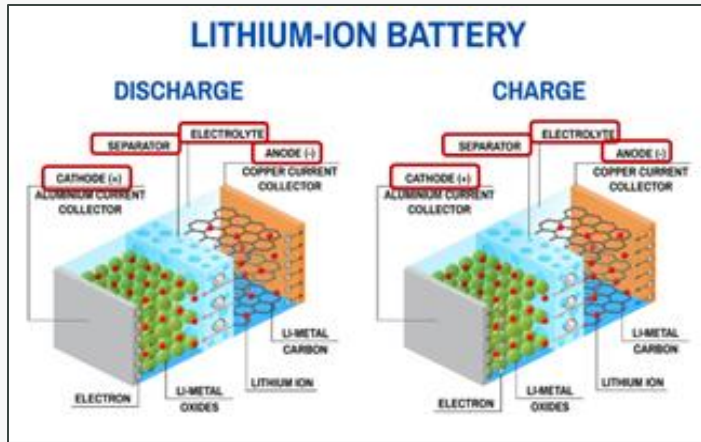 LITHIUM-ION BATTERY
DISCHARGE
ELECTROLYTE
SEPARATOR
ANODE (-)
COPPER CURRENT
COLLECTOR
CATHODE (+)
ALUMINIUM CURRENT
COLLECTOR
LI-METAL
CARBON
LITHIUM ION
LI-METAL
OXIDES
ELECTRON
CHARGE
ELECTROLYTE
SEPARATOR
ANODE (-)
COPPER CURRENT
COLLECTOR
CATHODE (+)
ALUMINIUM CURRENT
COLLECTOR
LI-METAL
CARBON
LITHIUM ION
LI-METAL
OXIDES
ELECTRON